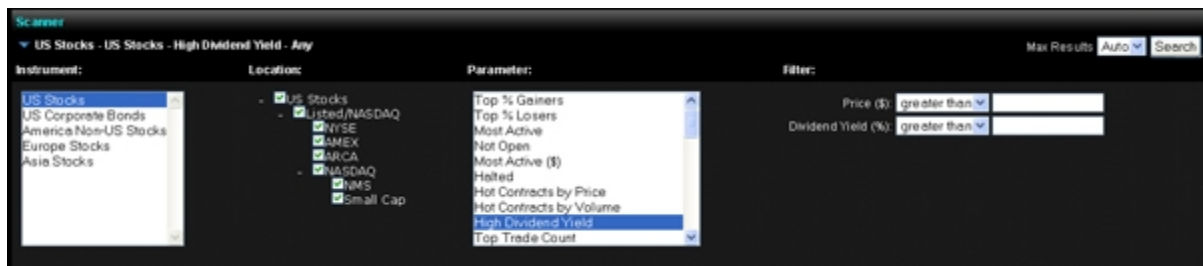 Scanner
US Stocks - US Stocks - High Dividend Yield - Any
Max Results Auto Search
Instrument:
Location:
Parameter:
Filter:
US Stocks
US Corporate Bonds
America Non-US Stocks
Europe Stocks
Asia Stocks
US Stocks
Listed/NASDAQ
NYSE
AMEX
ARCA
NASDAQ
NMS
Small Cap
Top % Gainers
Top % Losers
Most Active
Not Open
Most Active ($)
Halted
Hot Contracts by Price
Hot Contracts by Volume
High Dividend Yield
Top Trade Count
Price ($): greater than
Dividend Yield (%): greater than